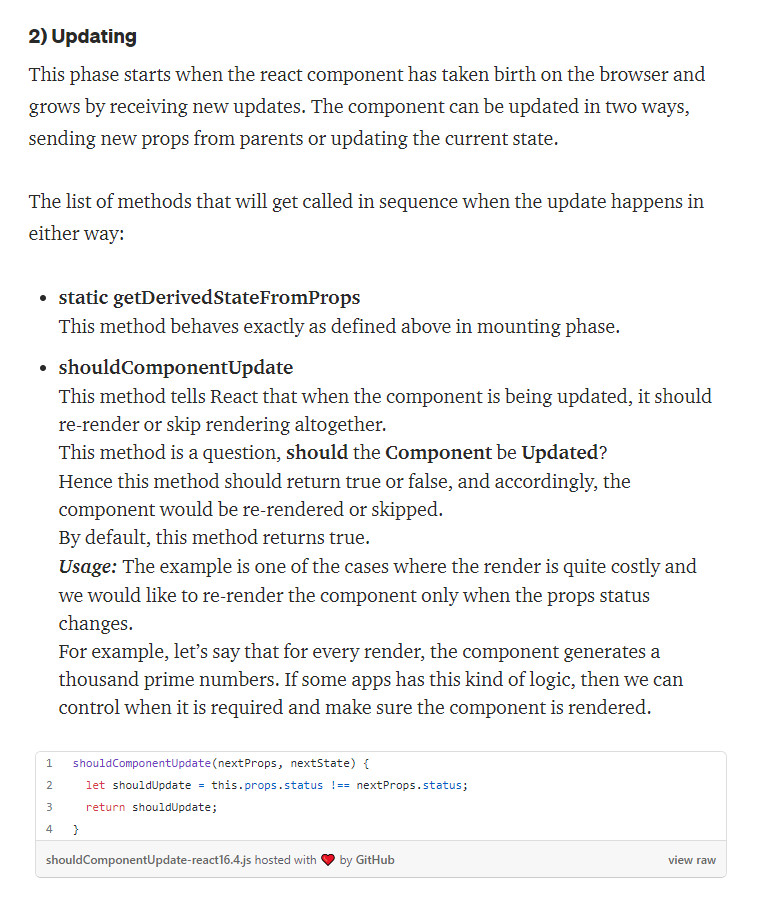 2) Updating
This phase starts when the react component has taken birth on the browser and
grows by receiving new updates. The component can be updated in two ways,
sending new props from parents or updating the current state.
The list of methods that will get called in sequence when the update happens in
either way:
• static getDerivedStateFromProps
This method behaves exactly as defined above in mounting phase.
• shouldComponentUpdate
This method tells React that when the component is being updated, it should
re-render or skip rendering altogether.
This method is a question, should the Component be Updated?
Hence this method should return true or false, and accordingly, the
component would be re-rendered or skipped.
By default, this method returns true.
Usage: The example is one of the cases where the render is quite costly and
we would like to re-render the component only when the props status
changes.
For example, let’s say that for every render, the component generates a
thousand prime numbers. If some apps has this kind of logic, then we can
control when it is required and make sure the component is rendered.
1 shouldComponentUpdate(nextProps, nextState) {
2   let shouldUpdate = this.props.status !== nextProps.status;
3   return shouldUpdate;
4 }
shouldComponentUpdate-react16.4.js hosted with ❤ by GitHub view raw